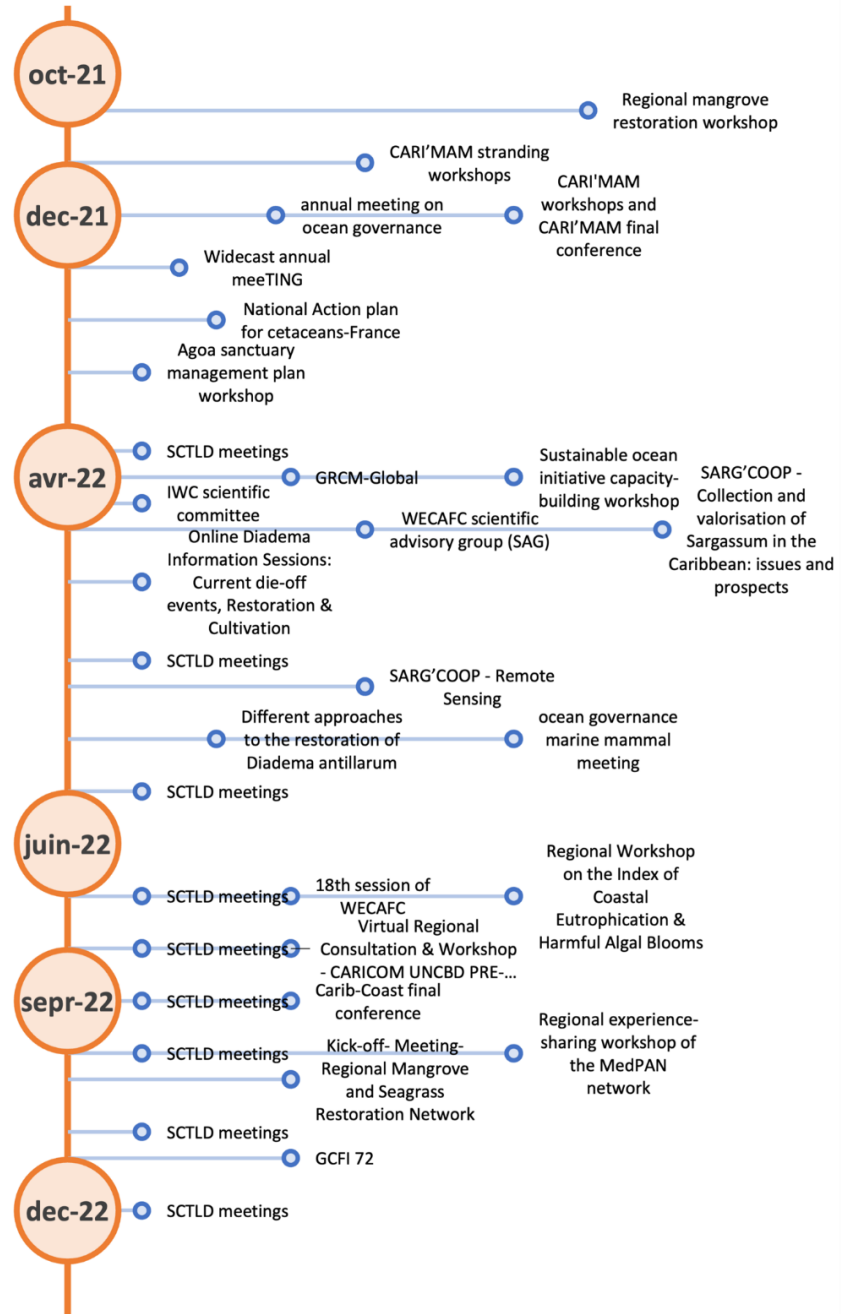 oct-21
Regional mangrove
restoration workshop
CARI’MAM stranding
workshops
dec-21
annual meeting on
ocean governance
CARI'MAM
workshops and
CARI’MAM final
conference
Widecast annual
meeTING
National Action plan
for cetaceans-France
Agoa sanctuary
management plan
workshop
avr-22
SCTLD meetings
GRCM-Global
Sustainable ocean
initiative capacity-
building workshop
IWC scientific
committee
WECAFC scientific
advisory group (SAG)
SARG’COOP -
Collection and
valorisation of
Sargassum in the
Caribbean: issues and
prospects
Online Diadema
Information Sessions:
Current die-off
events, Restoration &
Cultivation
SCTLD meetings
SARG’COOP - Remote
Sensing
Different approaches
to the restoration of
Diadema antillarum
ocean governance
marine mammal
meeting
SCTLD meetings
juin-22
SCTLD meetings
18th session of
WECAFC
Regional Workshop
on the Index of
Coastal
Eutrophication &
Harmful Algal Blooms
SCTLD meetings
Virtual Regional
Consultation & Workshop
- CARICOM UNCBD PRE-...
sepr-22
SCTLD meetings
Carib-Coast final
conference
SCTLD meetings
Regional experience-
sharing workshop of
the MedPAN
network
Kick-off- Meeting-
Regional Mangrove
and Seagrass
Restoration Network
SCTLD meetings
GCFI 72
dec-22
SCTLD meetings